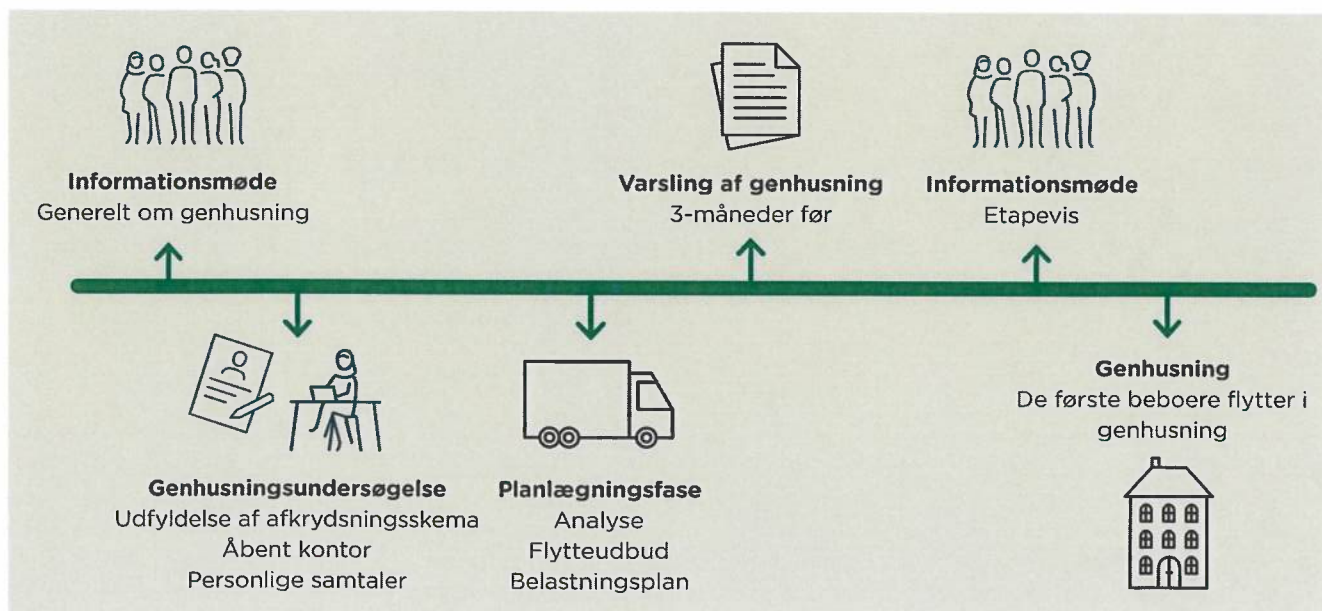 Informationsmøde
Generelt om genhusning
Genhusningsundersøgelse
Udfyldelse af afkrydsningsskema
Åbent kontor
Personlige samtaler
Planlægningsfase
Analyse
Flytteudbud
Belastningsplan
Varsling af genhusning
3-måneder før
Informationsmøde
Etapevis
Genhusning
De første beboere flytter i
genhusning